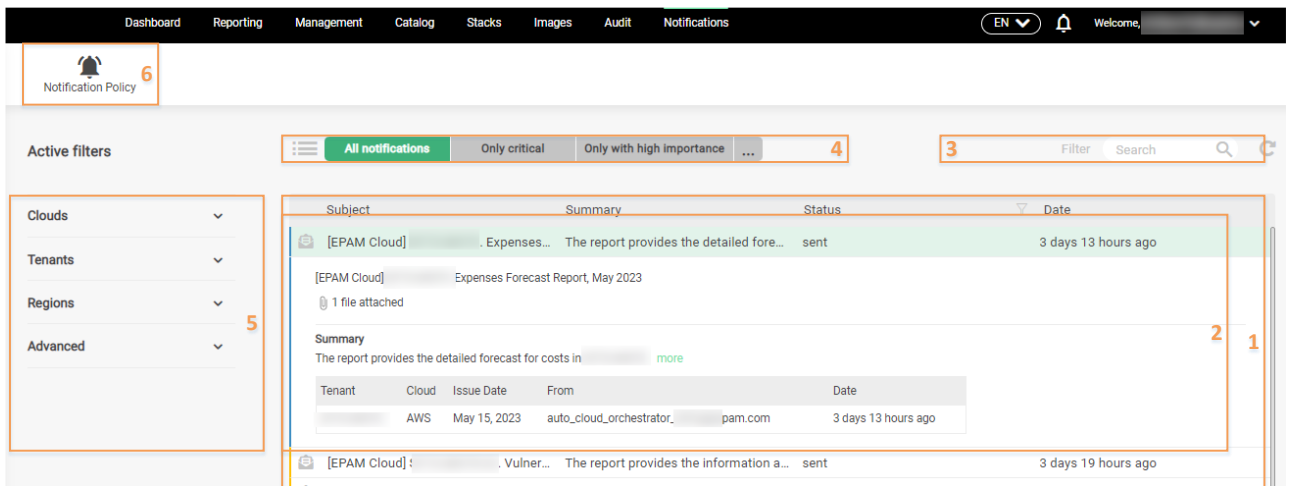 Dashboard Reporting Management Catalog Stacks Images Audit Notifications EN Welcome,
Notification Policy 6
Active filters
All notifications Only critical Only with high importance ... 4
3 Filter Search
Clouds
Tenants
Regions
Advanced
5
Subject Summary Status Date
[EPAM Cloud] . Expenses... The report provides the detailed fore... sent 3 days 13 hours ago
[EPAM Cloud] Expenses Forecast Report, May 2023
1 file attached
Summary
The report provides the detailed forecast for costs in more
2
1
Tenant Cloud Issue Date From Date
AWS May 15, 2023 auto_cloud_orchestrator_ pam.com 3 days 13 hours ago
[EPAM Cloud] . Vulner... The report provides the information a... sent 3 days 19 hours ago